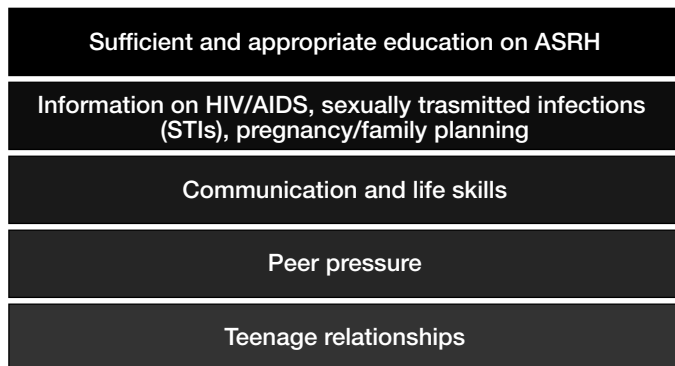 Sufficient and appropriate education on ASRH
Information on HIV/AIDS, sexually trasmitted infections
(STIs), pregnancy/family planning
Communication and life skills
Peer pressure
Teenage relationships